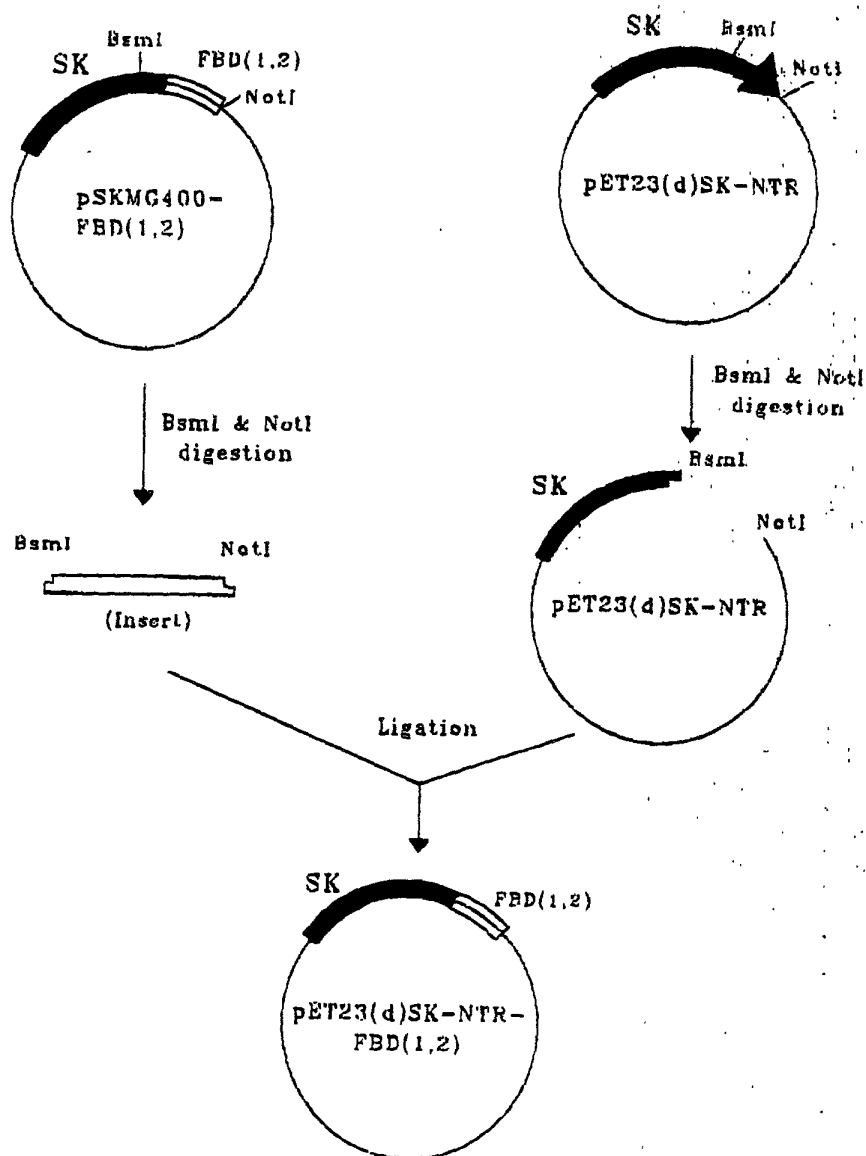 BsmI
SK
FBD(1,2)
NotI
pSKMG400-
FBD(1,2)
SK
BsmI
NotI
pET23(d)SK-NTR
BsmI & NotI
digestion
BsmI & NotI
digestion
BsmI
NotI
(Insert)
BsmI
SK
NotI
pET23(d)SK-NTR
Ligation
SK
FBD(1,2)
pET23(d)SK-NTR-
FBD(1,2)